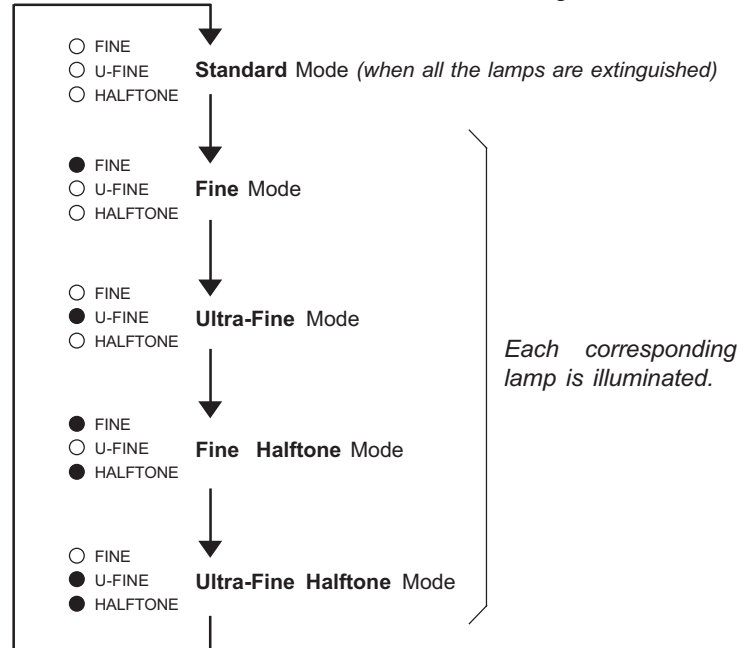 FINE
U-FINE
HALFTONE
Standard Mode (when all the lamps are extinguished)
FINE
U-FINE
HALFTONE
Fine Mode
FINE
U-FINE
HALFTONE
Ultra-Fine Mode
Each corresponding
lamp is illuminated.
FINE
U-FINE
HALFTONE
Fine Halftone Mode
FINE
U-FINE
HALFTONE
Ultra-Fine Halftone Mode